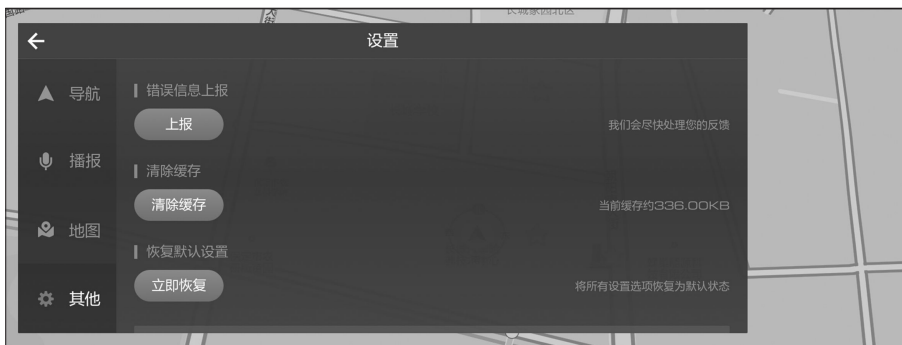 设置
导航
错误信息上报
上报
我们会尽快处理您的反馈
播报
清除缓存
清除缓存
当前缓存约336.00KB
地图
恢复默认设置
其他
立即恢复
将所有设置选项恢复为默认状态